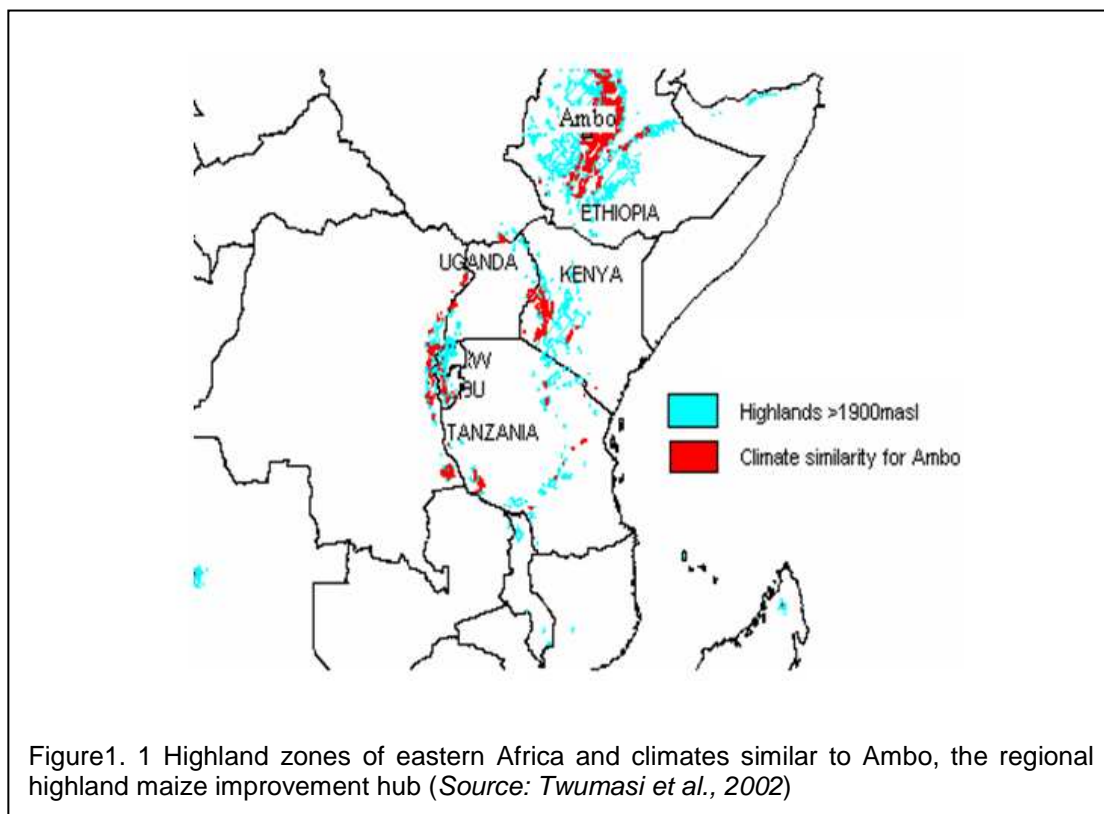 Ambo
ETHIOPIA
UGANDA
KENYA
BU
TANZANIA
Highlands >1900masl
Climate similarity for Ambo
Figure1. 1 Highland zones of eastern Africa and climates similar to Ambo, the regional
highland maize improvement hub (Source: Twumasi et al., 2002)